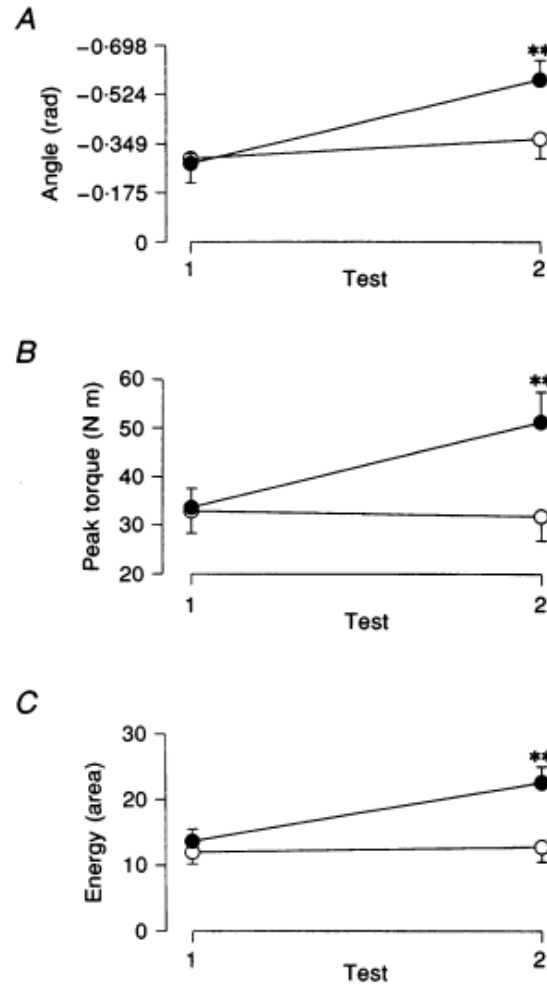 A
Angle (rad)
−0·698
−0·524
−0·349
−0·175
0
**
1
2
Test
B
Peak torque (N m)
60
50
40
30
20
**
1
2
Test
C
Energy (area)
30
20
10
0
**
1
2
Test